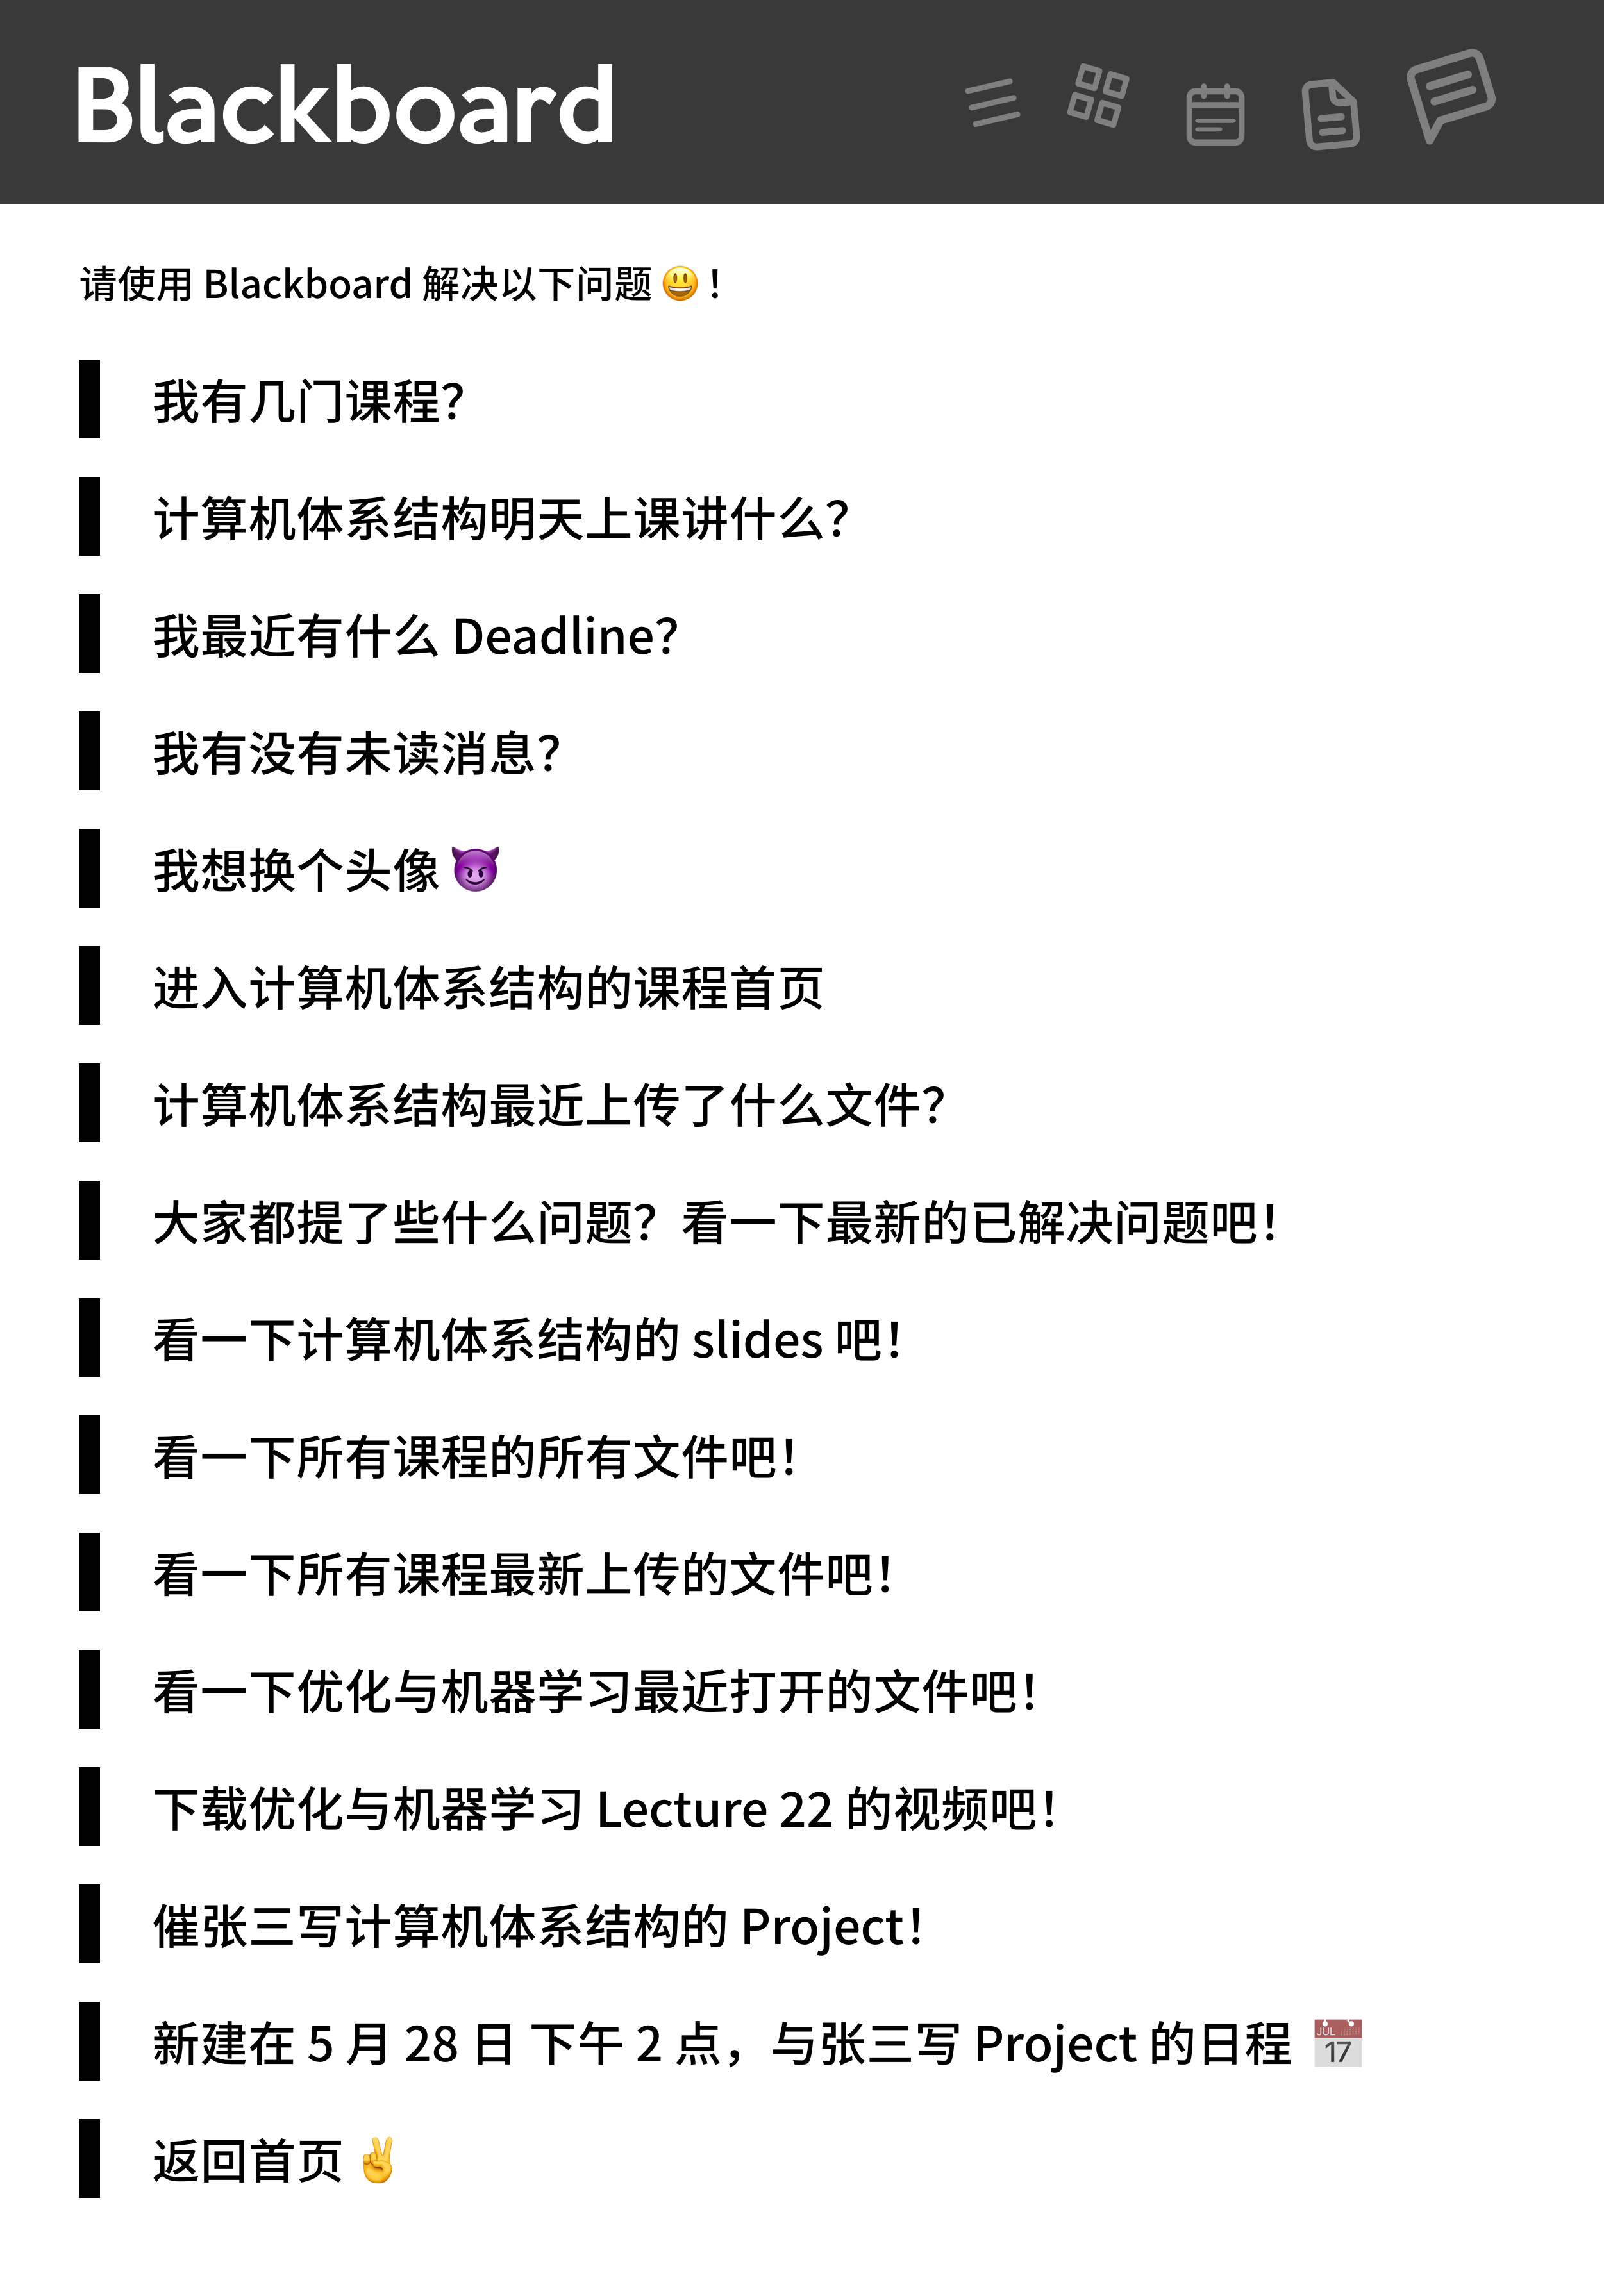 Blackboard
请使用 Blackboard 解决以下问题 😃！
我有几门课程？
计算机体系结构明天上课讲什么？
我最近有什么 Deadline？
我有没有未读消息？
我想换个头像 😈
进入计算机体系结构的课程首页
计算机体系结构最近上传了什么文件？
大家都提了些什么问题？看一下最新的已解决问题吧！
看一下计算机体系结构的 slides 吧！
看一下所有课程的所有文件吧！
看一下所有课程最新上传的文件吧！
看一下优化与机器学习最近打开的文件吧！
下载优化与机器学习 Lecture 22 的视频吧！
催张三写计算机体系结构的 Project！
新建在 5 月 28 日 下午 2 点，与张三写 Project 的日程 📅
返回首页 ✌️